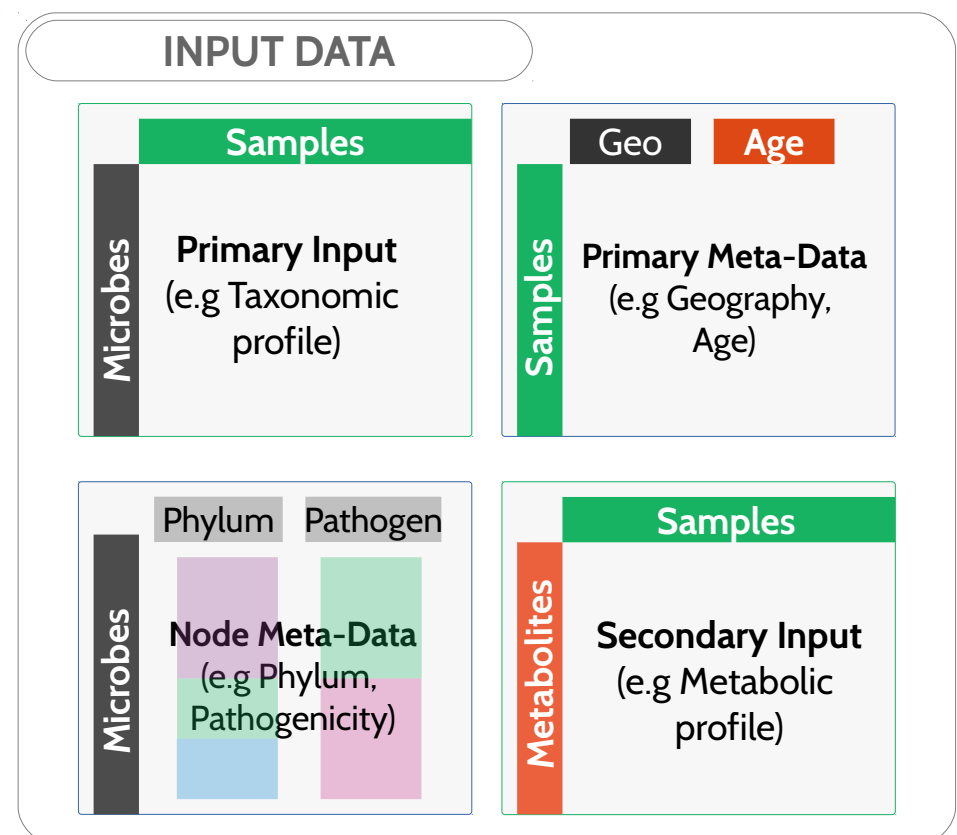 INPUT DATA
Samples
Microbes
Primary Input
(e.g Taxonomic
profile)
Geo
Age
Samples
Primary Meta-Data
(e.g Geography,
Age)
Phylum
Pathogen
Microbes
Node Meta-Data
(e.g Phylum,
Pathogenicity)
Samples
Metabolites
Secondary Input
(e.g Metabolic
profile)